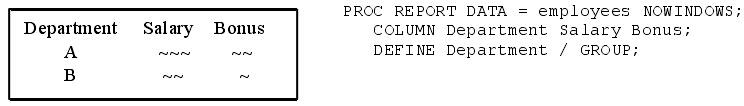 Department Salary Bonus
A ~~~ ~~
B ~~ ~
PROC REPORT DATA = employees NOWINDOWS;
COLUMN Department Salary Bonus;
DEFINE Department / GROUP;